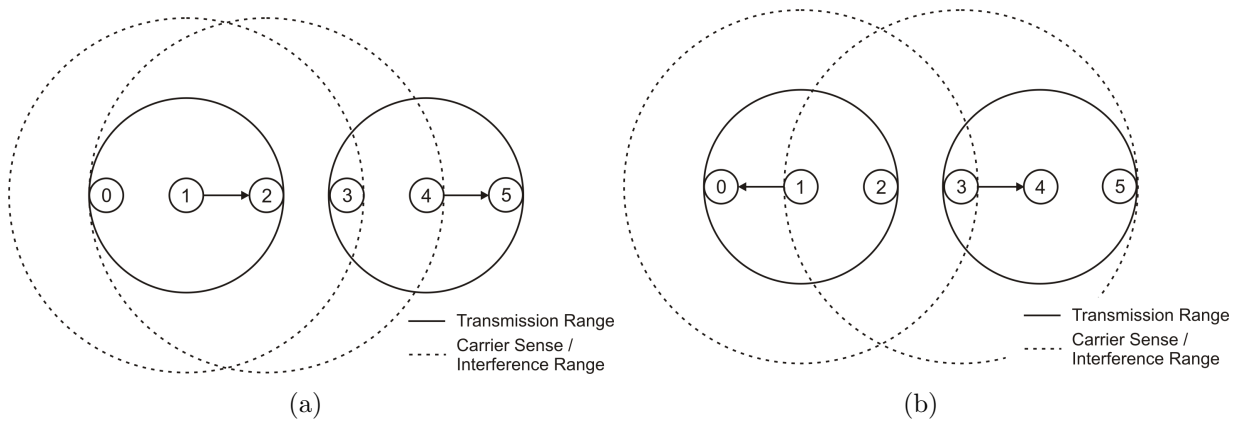 0 1 2 3 4 5
Transmission Range
Carrier Sense /
Interference Range
(a)
0 1 2 3 4 5
Transmission Range
Carrier Sense /
Interference Range
(b)